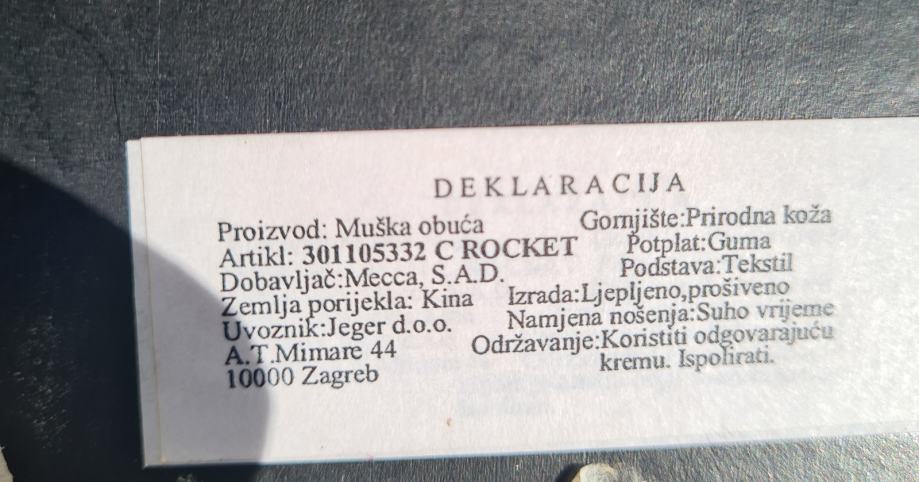 DEKLARACIJA
Proizvod: Muška obuća
Artikl: 301105332 C ROCKET
Dobavljač:Mecca, S.A.D.
Zemlja porijekla: Kina
Uvoznik:Jeger d.o.o.
A.T.Mimare 44
10000 Zagreb
Gornjište:Prirodna koža
Potplat:Guma
Podstava:Tekstil
Izrada:Ljepljeno,prošiveno
Namjena nošenja:Suho vrijeme
Održavanje:Koristiti odgovarajuću
kremu. Ispolirati.